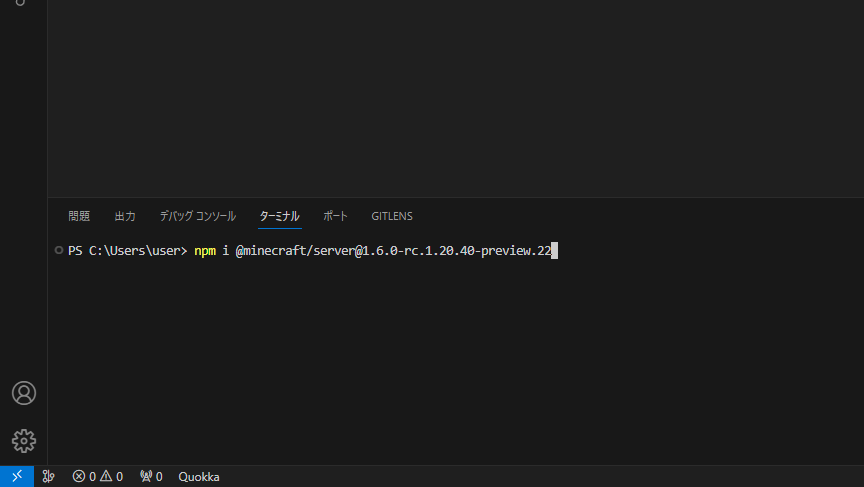 問題 出力 デバッグ コンソール ターミナル ポート GITLENS
PS C:\Users\user> npm i @minecraft/server@1.6.0-rc.1.20.40-preview.22
0 0 0 Quokka